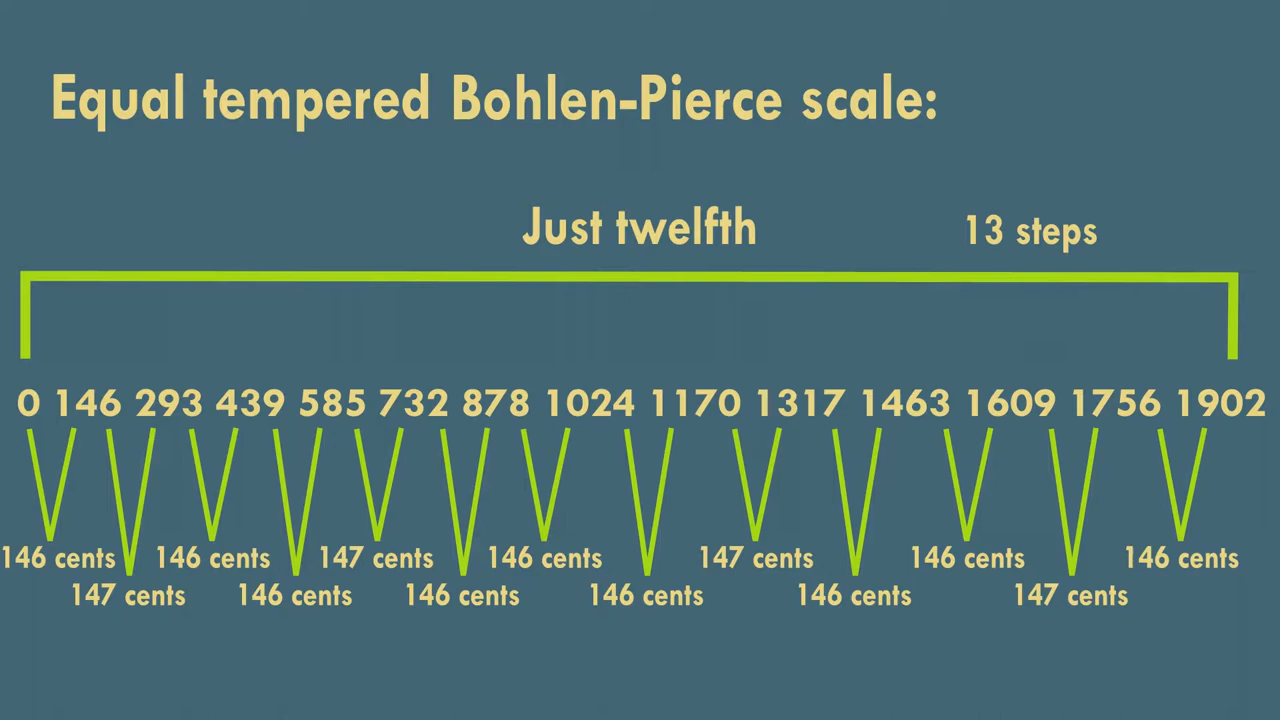 Equal tempered Bohlen-Pierce scale:
Just twelfth 13 steps
0 146 293 439 585 732 878 1024 1170 1317 1463 1609 1756 1902
146 cents 146 cents 147 cents 146 cents 147 cents 146 cents 146 cents
147 cents 146 cents 146 cents 146 cents 146 cents 147 cents